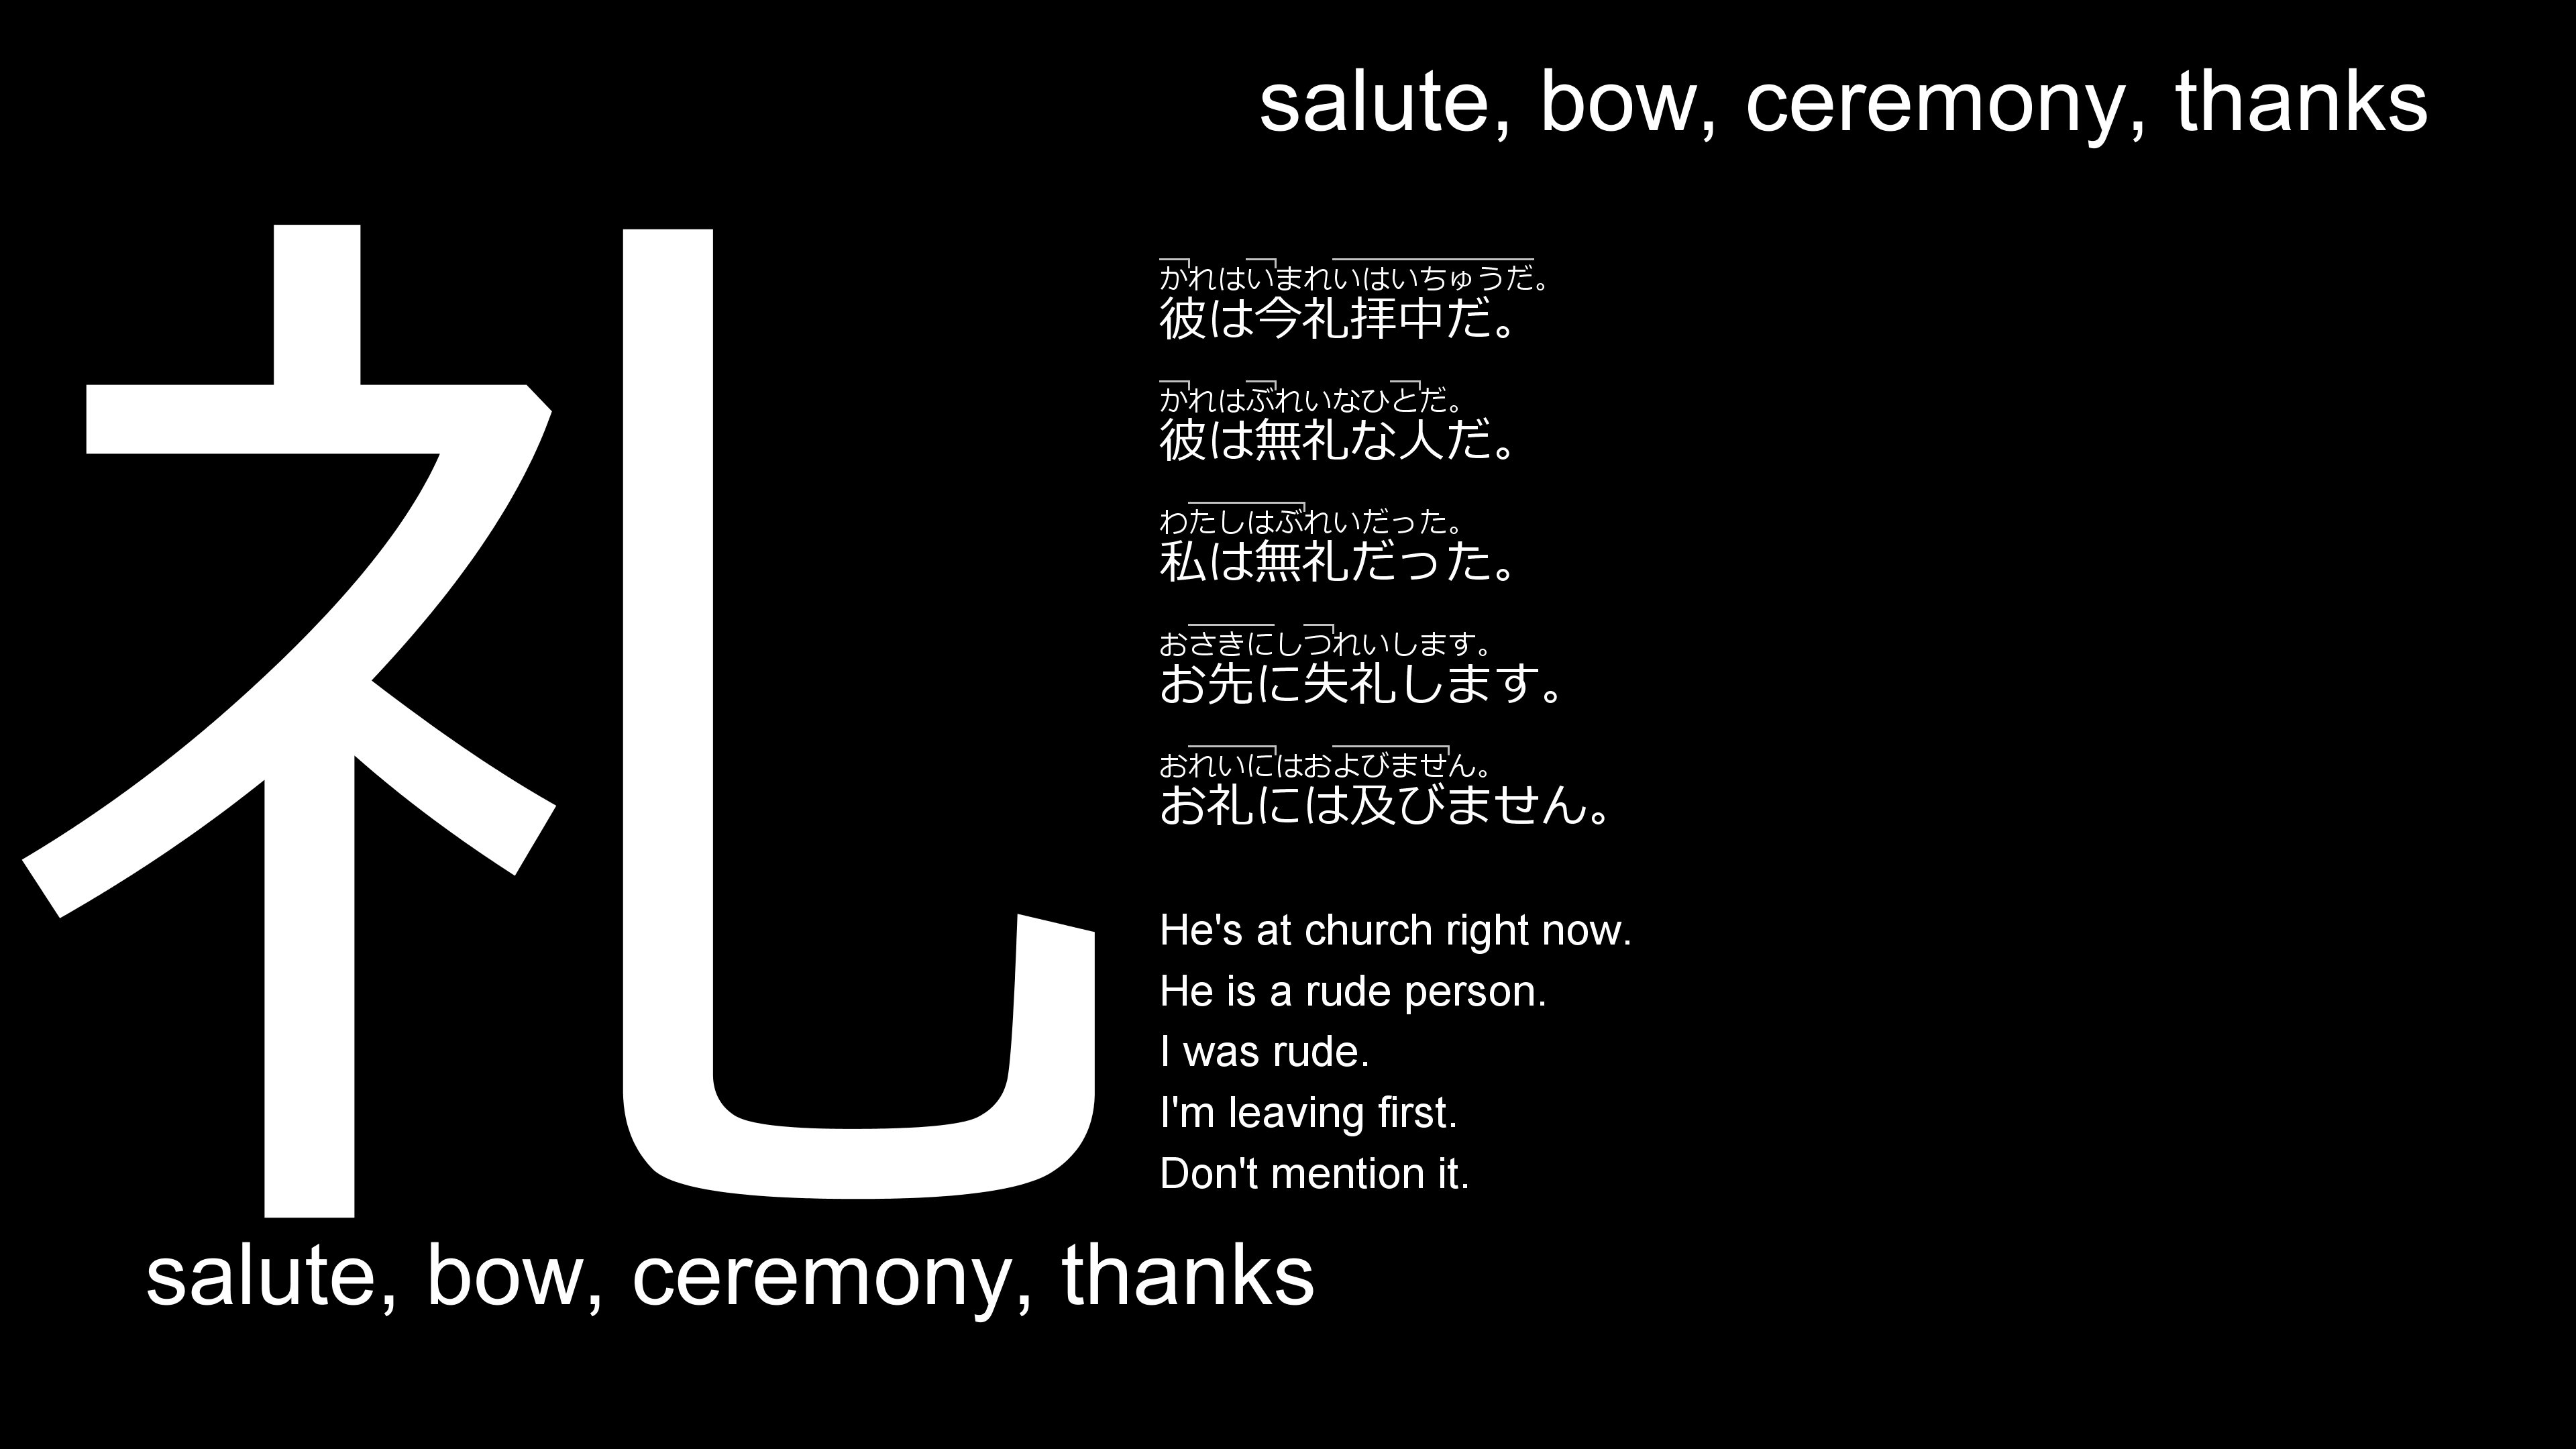 salute, bow, ceremony, thanks
礼
かれはいまれいはいちゅうだ。
彼は今礼拝中だ。
かれはぶれいなひとだ。
彼は無礼な人だ。
わたしはぶれいだった。
私は無礼だった。
おさきにしつれいします。
お先に失礼します。
おれいにはおよびません。
お礼には及びません。
He's at church right now.
He is a rude person.
I was rude.
I'm leaving first.
Don't mention it.
salute, bow, ceremony, thanks